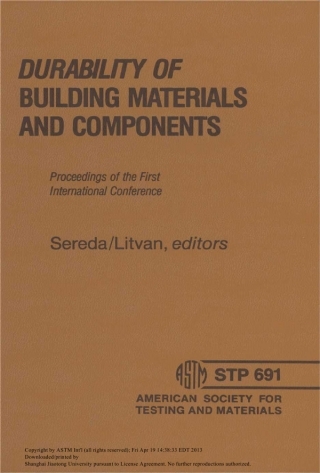 DURABILITY OF
BUILDING MATERIALS
AND COMPONENTS
Proceedings of the First
International Conference
Sereda/Litvan, editors
ASTM STP 691
AMERICAN SOCIETY FOR
TESTING AND MATERIALS
Copyright by ASTM Int'l (all rights reserved); Fri Apr 19 14:38:33 EDT 2013
Downloaded/printed by
Shanghai Jiaotong University pursuant to License Agreement. No further reproductions authorized.